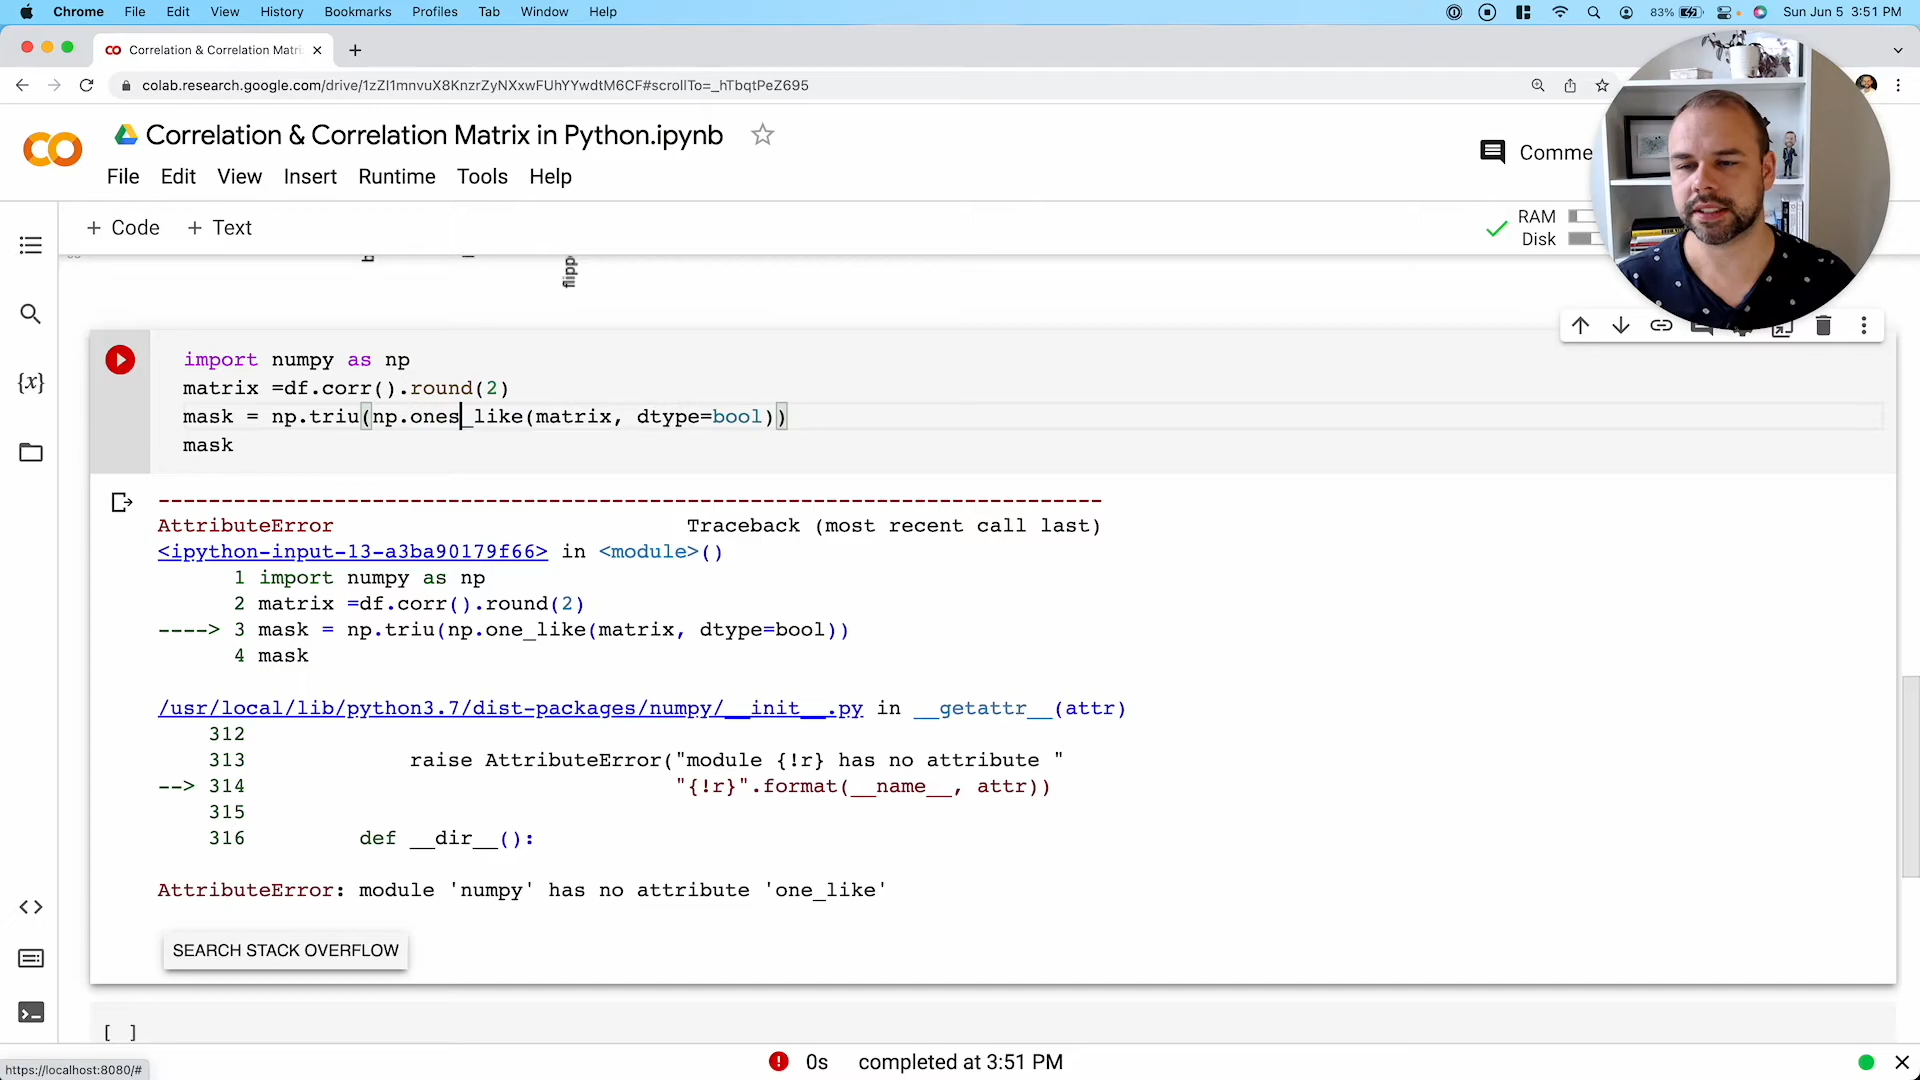 Chrome File Edit View History Bookmarks Profiles Tab Window Help 83% Sun Jun 5 3:51 PM
Correlation & Correlation Matri
colab.research.google.com/drive/1zZI1mnvuX8KnzrZyNXxwFUhYYwdtM6CF#scrollTo=_hTbqtPeZ695
Correlation & Correlation Matrix in Python.ipynb
Comme
File Edit View Insert Runtime Tools Help
+ Code + Text
RAM
Disk
flipp
import numpy as np
matrix =df.corr().round(2)
mask = np.triu(np.ones_like(matrix, dtype=bool))
mask
---------------------------------------------------------------------------
AttributeError Traceback (most recent call last)
<ipython-input-13-a3ba90179f66> in <module>()
1 import numpy as np
2 matrix =df.corr().round(2)
----> 3 mask = np.triu(np.one_like(matrix, dtype=bool))
4 mask
/usr/local/lib/python3.7/dist-packages/numpy/__init__.py in __getattr__(attr)
312
313 raise AttributeError("module {!r} has no attribute "
--> 314 "{!r}".format(__name__, attr))
315
316 def __dir__():
AttributeError: module 'numpy' has no attribute 'one_like'
SEARCH STACK OVERFLOW
[ ]
0s completed at 3:51 PM
https://localhost:8080/#